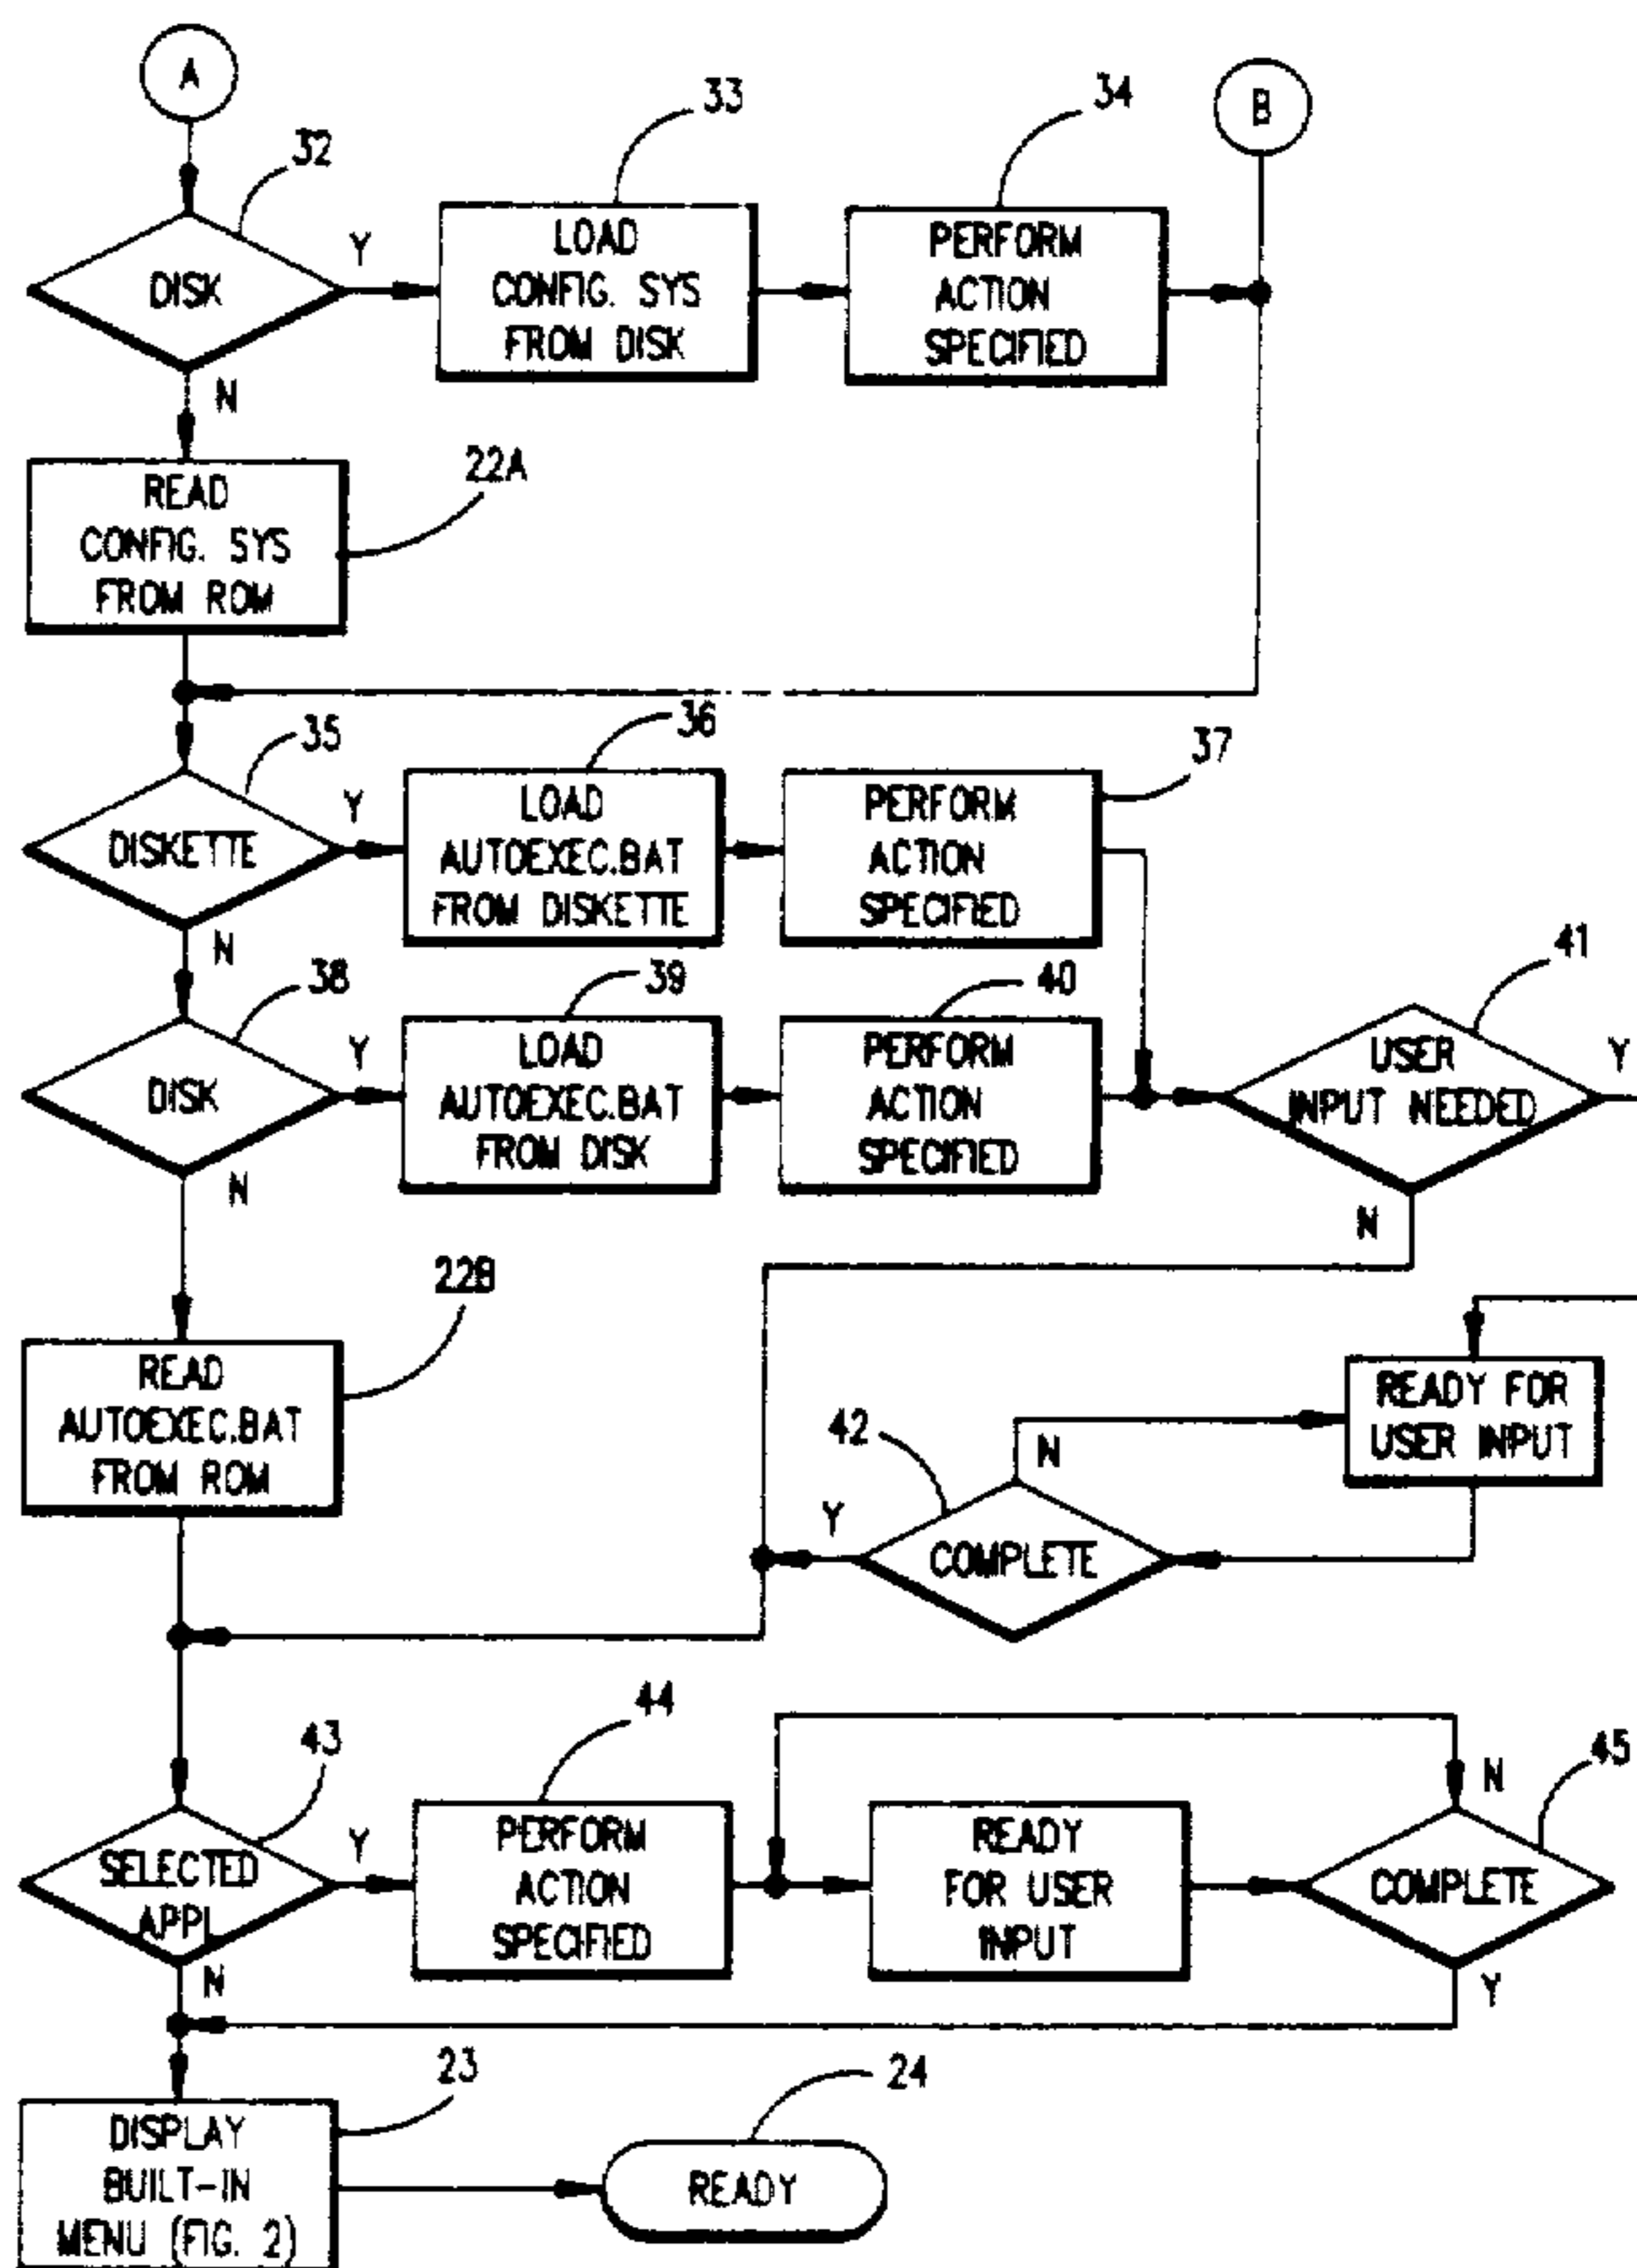 A
B
32
33
34
DISK
Y
LOAD
CONFIG. SYS
FROM DISK
PERFORM
ACTION
SPECIFIED
N
22A
READ
CONFIG. SYS
FROM ROM
35
36
37
DISKETTE
Y
LOAD
AUTOEXEC.BAT
FROM DISKETTE
PERFORM
ACTION
SPECIFIED
N
38
39
40
41
DISK
Y
LOAD
AUTOEXEC.BAT
FROM DISK
PERFORM
ACTION
SPECIFIED
USER
INPUT NEEDED
Y
N
N
22B
READ
AUTOEXEC.BAT
FROM ROM
READY FOR
USER INPUT
42
N
Y
COMPLETE
43
44
45
SELECTED
APPL
Y
PERFORM
ACTION
SPECIFIED
READY
FOR USER
INPUT
N
COMPLETE
N
Y
23
24
DISPLAY
BUILT-IN
MENU (FIG. 2)
READY